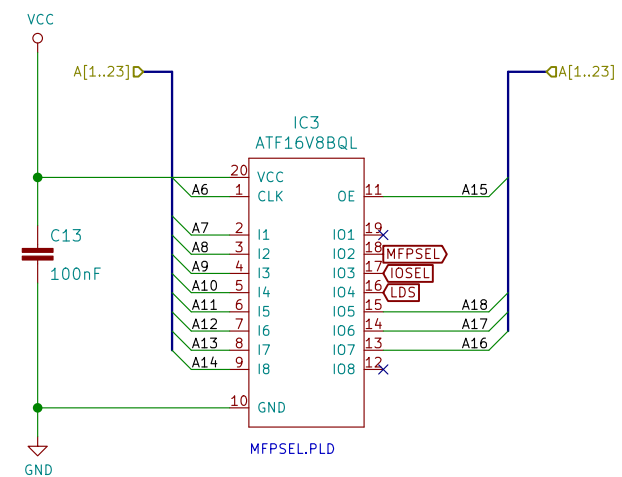 VCC
A[1..23]
A[1..23]
IC3
ATF16V8BQL
20 VCC
A6 1 CLK
OE 11 A15
A7 2 I1
IO1 19
A8 3 I2
IO2 18 MFPSEL
A9 4 I3
IO3 17 IOSEL
A10 5 I4
IO4 16 LDS
A11 6 I5
IO5 15 A18
A12 7 I6
IO6 14 A17
A13 8 I7
IO7 13 A16
A14 9 I8
IO8 12
10 GND
C13
100nF
MFPSEL.PLD
GND